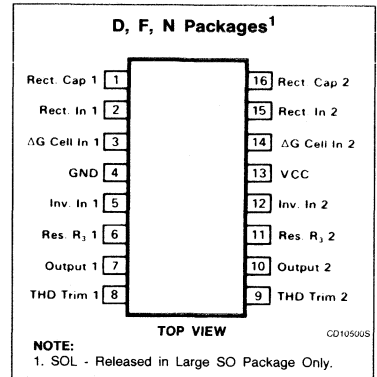 D, F, N Packages¹
Rect. Cap 1 1
16 Rect Cap 2
Rect. In 1 2
15 Rect In 2
ΔG Cell In 1 3
14 ΔG Cell In 2
GND 4
13 VCC
Inv. In 1 5
12 Inv. In 2
Res. R₃ 1 6
11 Res. R₃ 2
Output 1 7
10 Output 2
THD Trim 1 8
9 THD Trim 2
TOP VIEW
CD10500S
NOTE:
1. SOL - Released in Large SO Package Only.